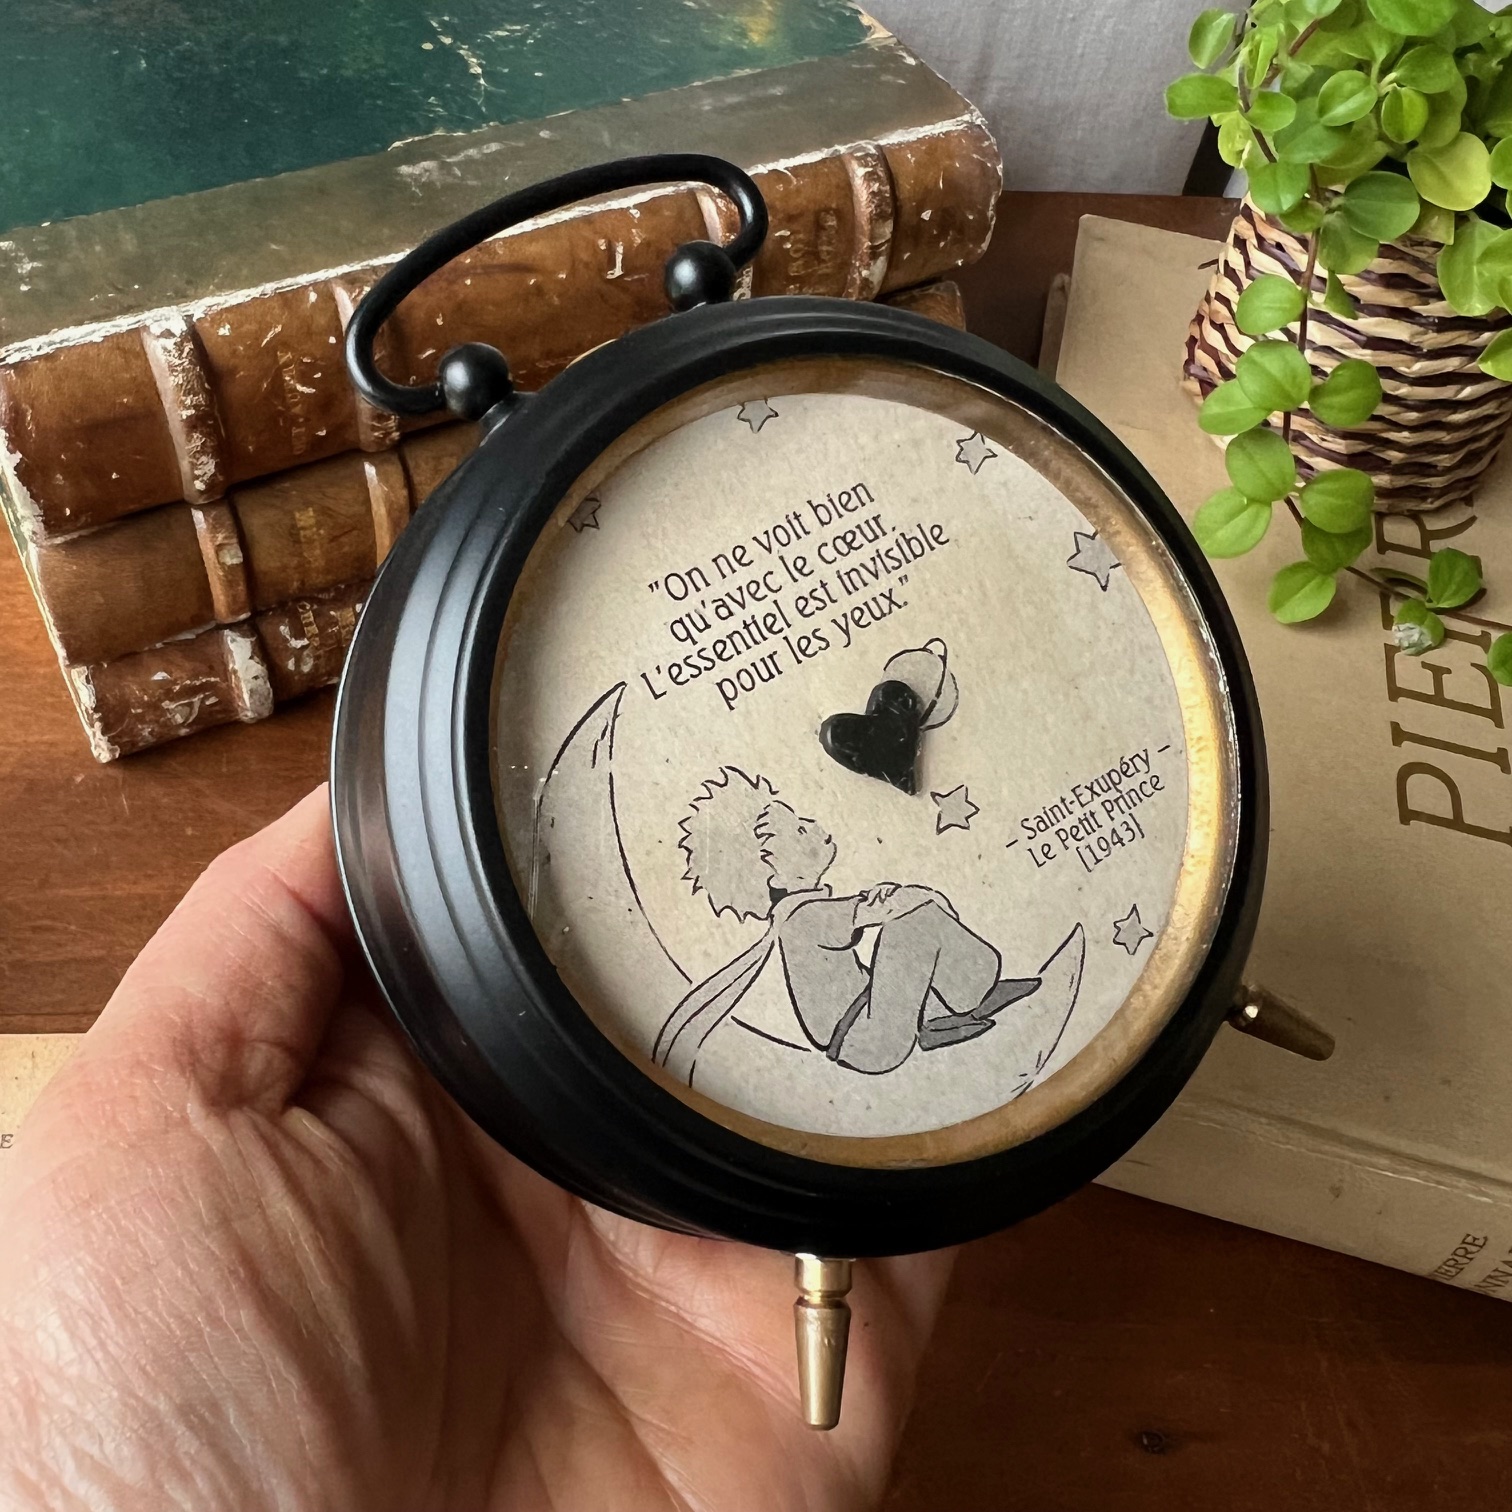 "On ne voit bien
qu'avec le cœur.
L'essentiel est invisible
pour les yeux."
- Saint-Exupéry -
Le Petit Prince
[1943]